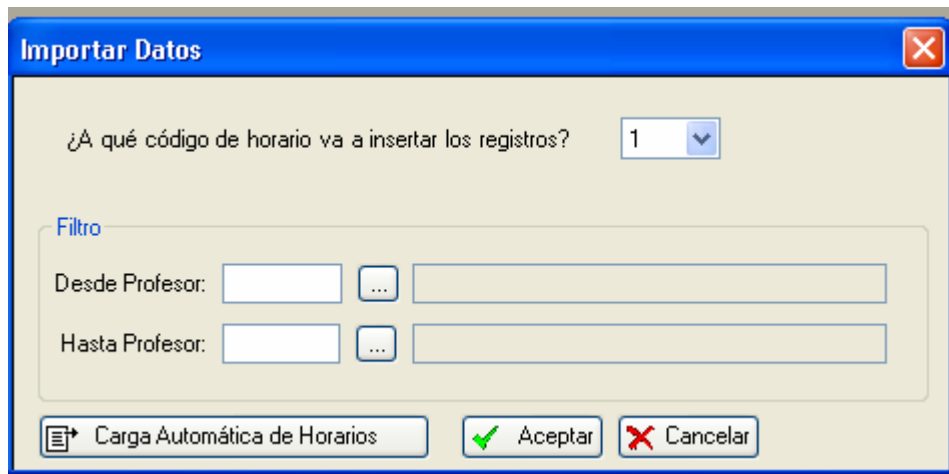 Importar Datos
¿A qué código de horario va a insertar los registros? 1
Filtro
Desde Profesor: ...
Hasta Profesor: ...
Carga Automática de Horarios Aceptar Cancelar